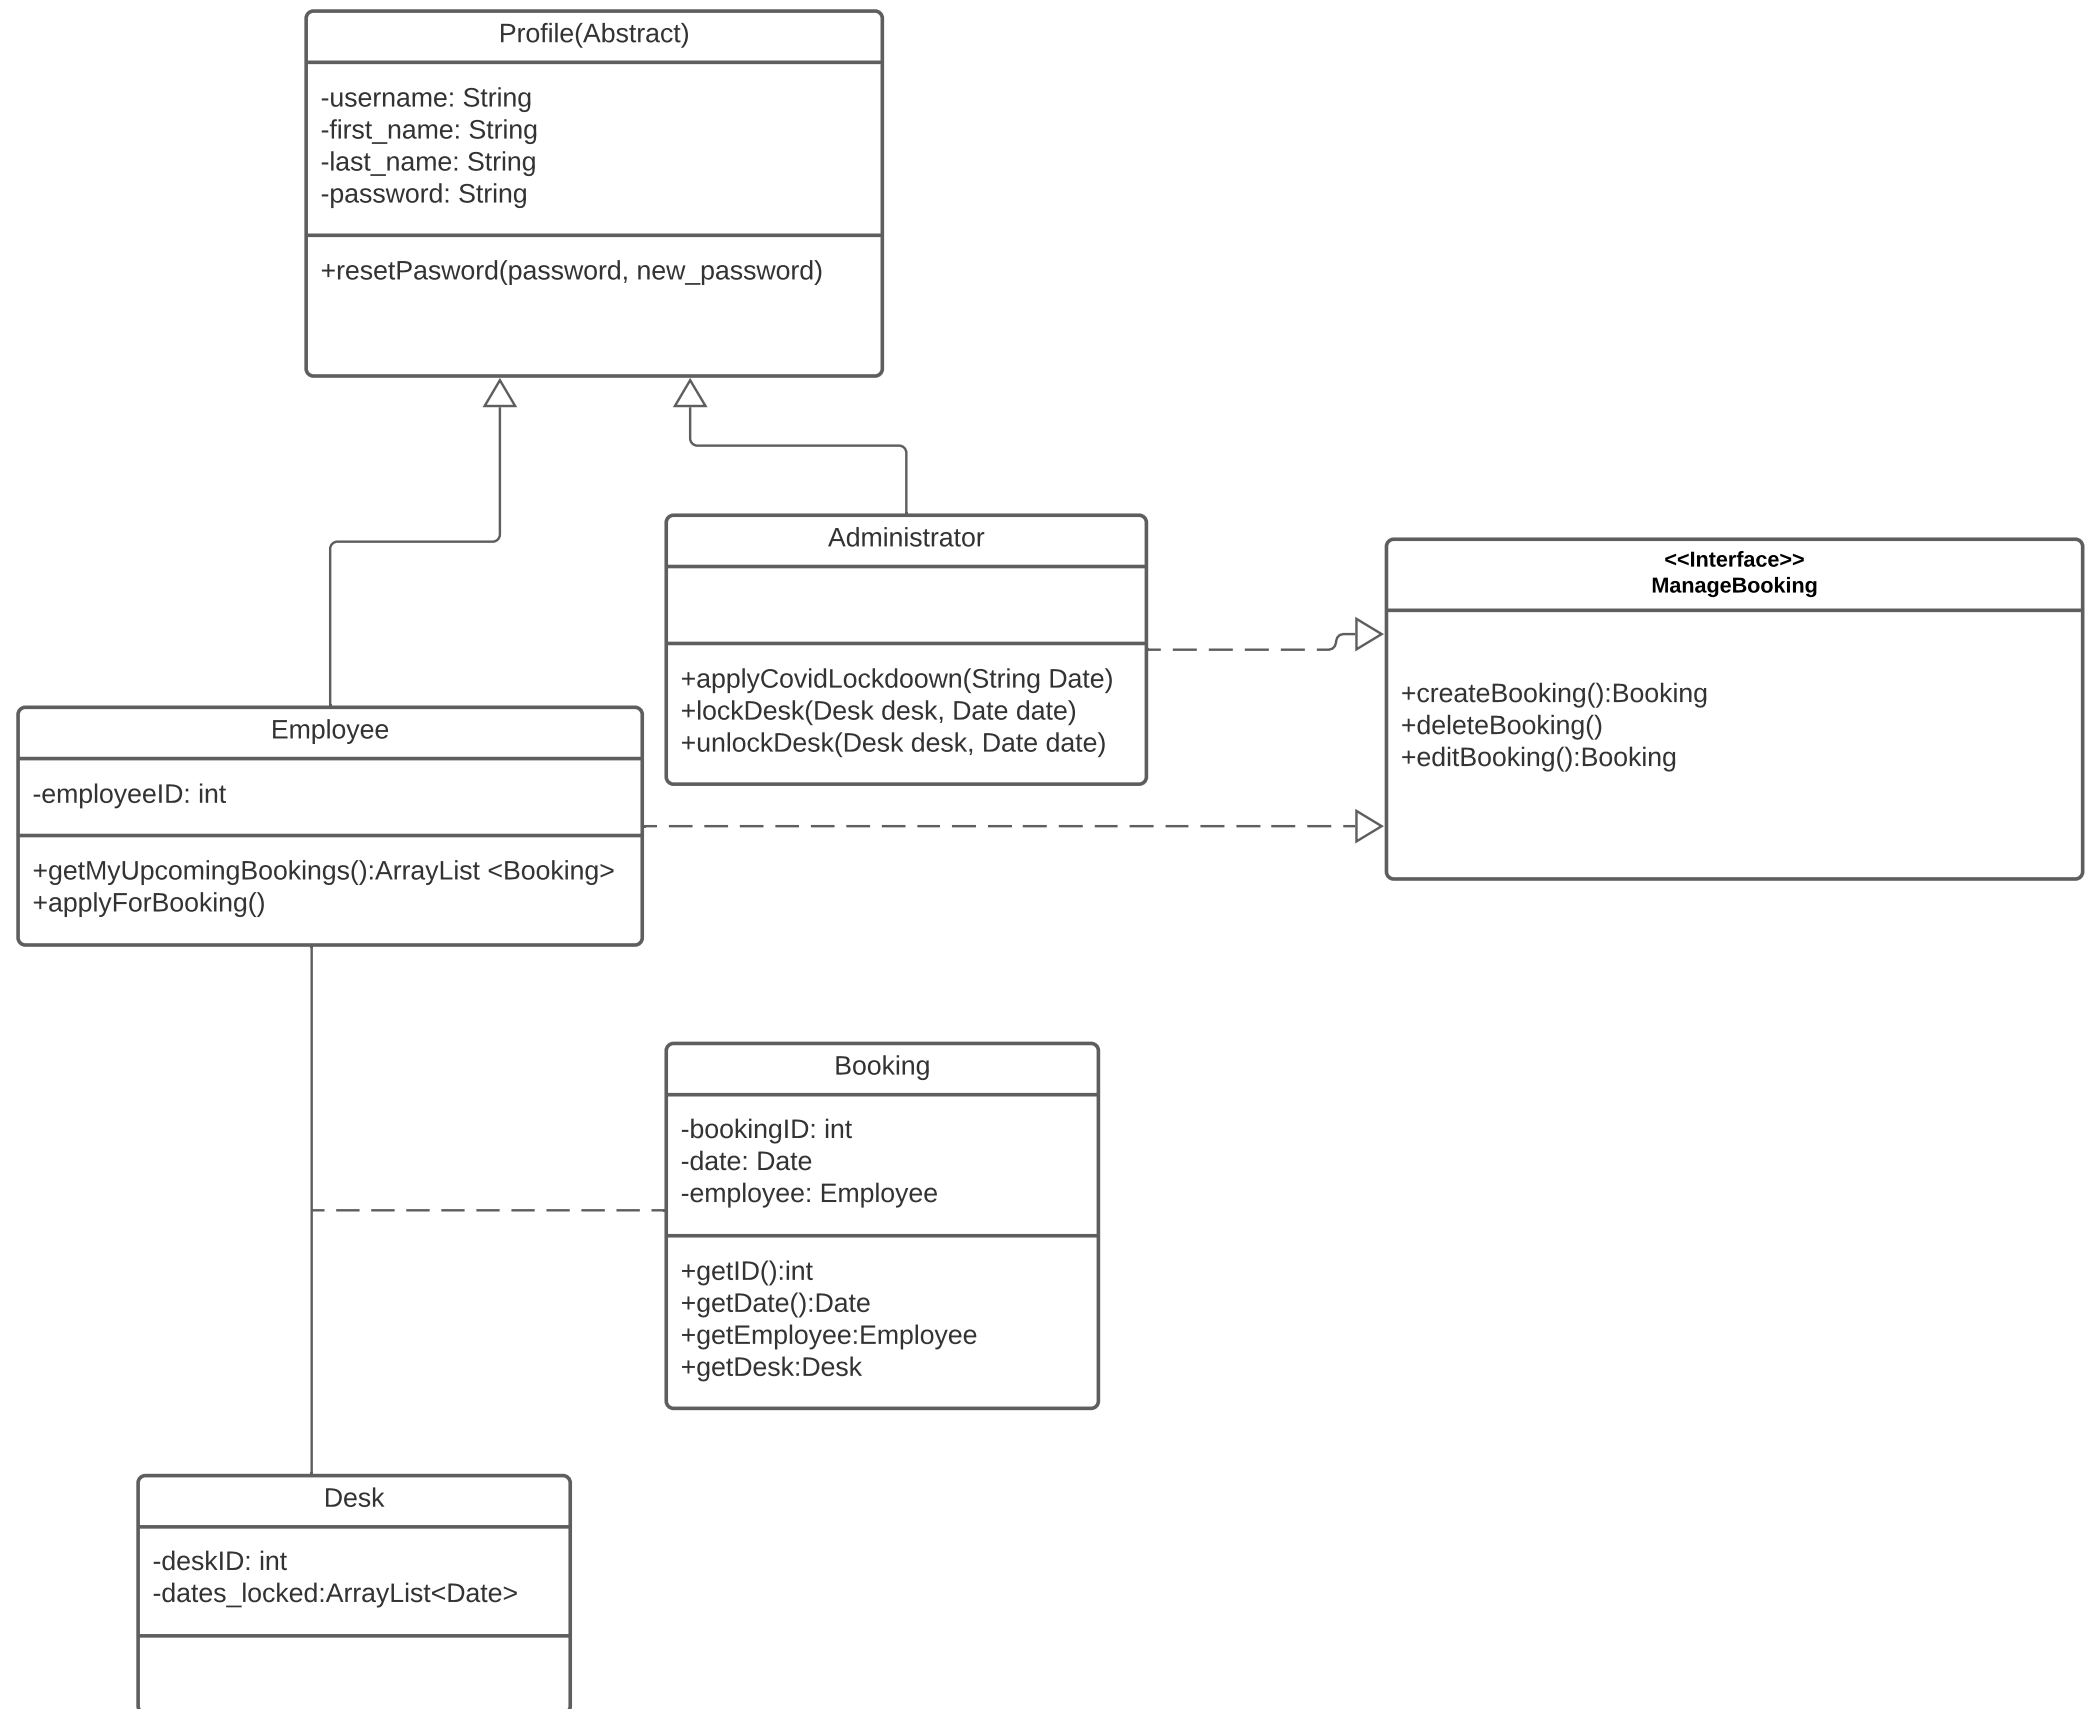 Profile(Abstract)
-username: String
-first_name: String
-last_name: String
-password: String
+resetPasword(password, new_password)
Administrator
+applyCovidLockdoown(String Date)
+lockDesk(Desk desk, Date date)
+unlockDesk(Desk desk, Date date)
<<Interface>>
ManageBooking
+createBooking():Booking
+deleteBooking()
+editBooking():Booking
Employee
-employeeID: int
+getMyUpcomingBookings():ArrayList <Booking>
+applyForBooking()
Booking
-bookingID: int
-date: Date
-employee: Employee
+getID():int
+getDate():Date
+getEmployee:Employee
+getDesk:Desk
Desk
-deskID: int
-dates_locked:ArrayList<Date>